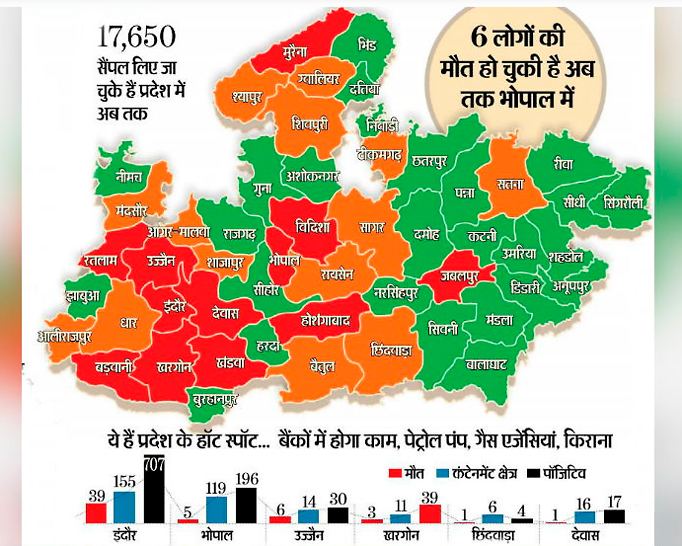 17,650
सैंपल लिए जा
चुके हैं प्रदेश में
अब तक
6 लोगों की
मौत हो चुकी है अब
तक भोपाल में
मुरैना
भिंड
ग्वालियर
श्यापुर
दतिया
शिवपुरी
निवाड़ी
टीकमगढ़
छतरपुर
रीवा
नीमच
अशोकनगर
पन्ना
सतना
गुना
सीधी
सिंगरौली
मंदसौर
आगर-मालवा
राजगढ़
विदिशा
सागर
दमोह
कटनी
उमरिया
शहडोल
रतलाम
उज्जैन
शाजापुर
भोपाल
रायसेन
जबलपुर
डिंडारी
अनूपपुर
झाबुआ
इंदौर
देवास
सीहोर
होशंगाबाद
नरसिंहपुर
मंडला
सिवनी
आलीराजपुर
धार
हरदा
बड़वानी
खरगोन
खंडवा
बैतूल
छिंदवाड़ा
बालाघाट
बुरहानपुर
ये हैं प्रदेश के हॉट स्पॉट... बैंकों में होगा काम, पेट्रोल पंप, गैस एजेंसियां, किराना
मौत कंटेनमेंट क्षेत्र पॉजिटिव
39 155 707 5 119 196 6 14 30 3 11 39 1 6 4 1 16 17
इंदौर भोपाल उज्जैन खरगोन छिंदवाड़ा देवास